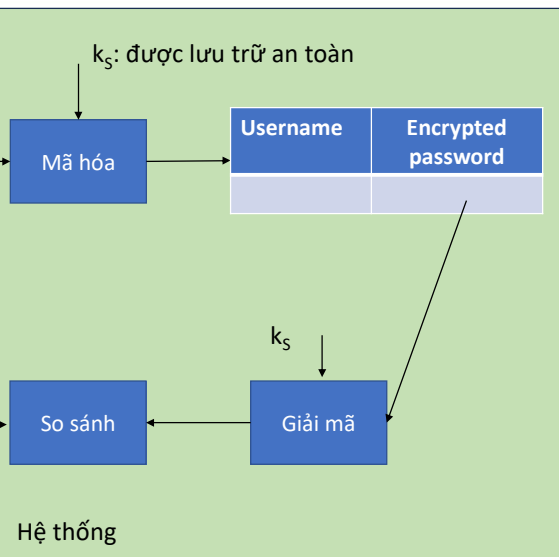 kS: được lưu trữ an toàn
Mã hóa
Username
Encrypted
password
kS
So sánh
Giải mã
Hệ thống